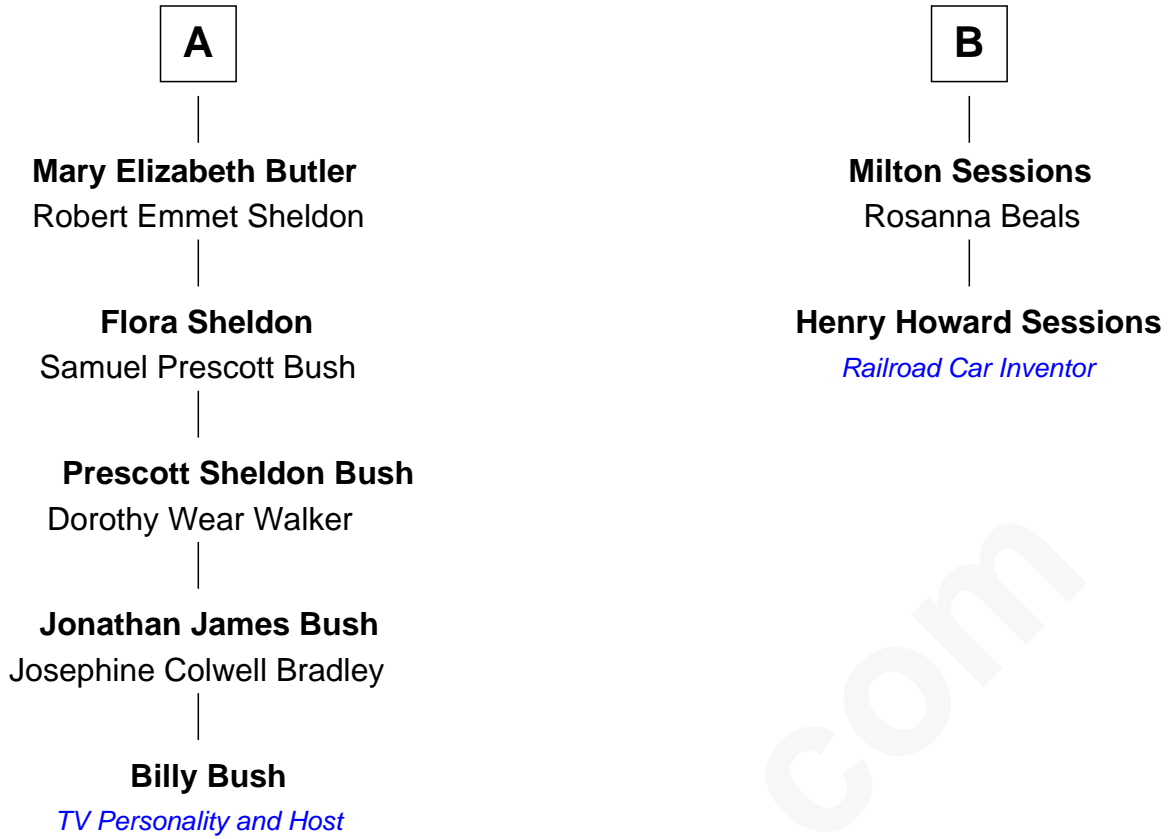 A
Mary Elizabeth Butler
Robert Emmet Sheldon
Flora Sheldon
Samuel Prescott Bush
Prescott Sheldon Bush
Dorothy Wear Walker
Jonathan James Bush
Josephine Colwell Bradley
Billy Bush
TV Personality and Host
B
Milton Sessions
Rosanna Beals
Henry Howard Sessions
Railroad Car Inventor
com